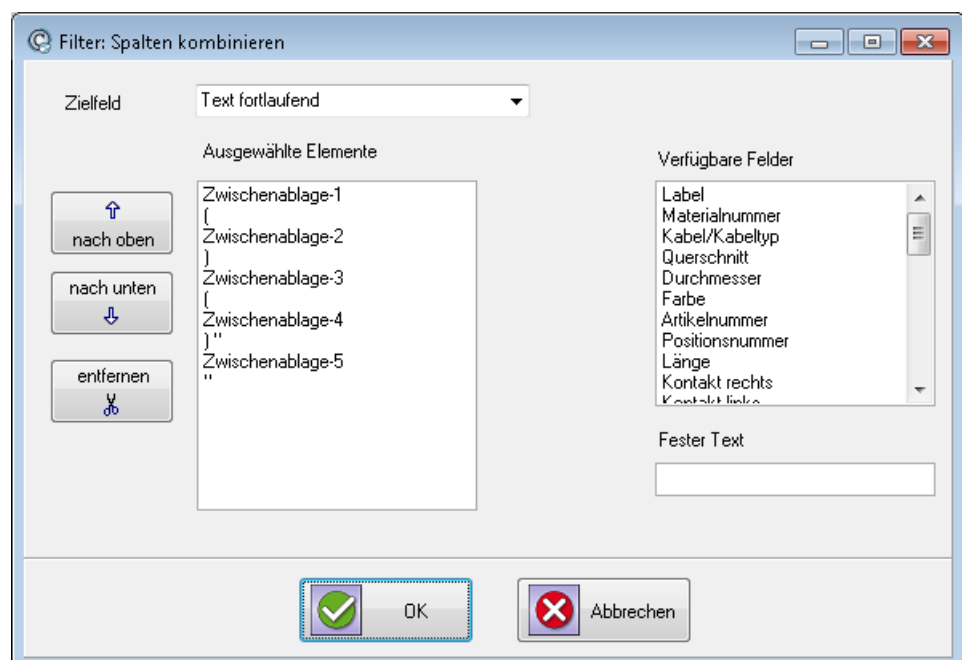 Filter: Spalten kombinieren
Zielfeld
Text fortlaufend
Ausgewählte Elemente
Zwischenablage-1
(
Zwischenablage-2
)
Zwischenablage-3
(
Zwischenablage-4
) "
Zwischenablage-5
"
nach oben
nach unten
entfernen
Verfügbare Felder
Label
Materialnummer
Kabel/Kabeltyp
Querschnitt
Durchmesser
Farbe
Artikelnummer
Positionsnummer
Länge
Kontakt rechts
Kontakt links
Fester Text
OK
Abbrechen